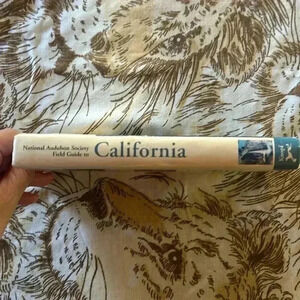 National Audubon Society
Field Guide to
California